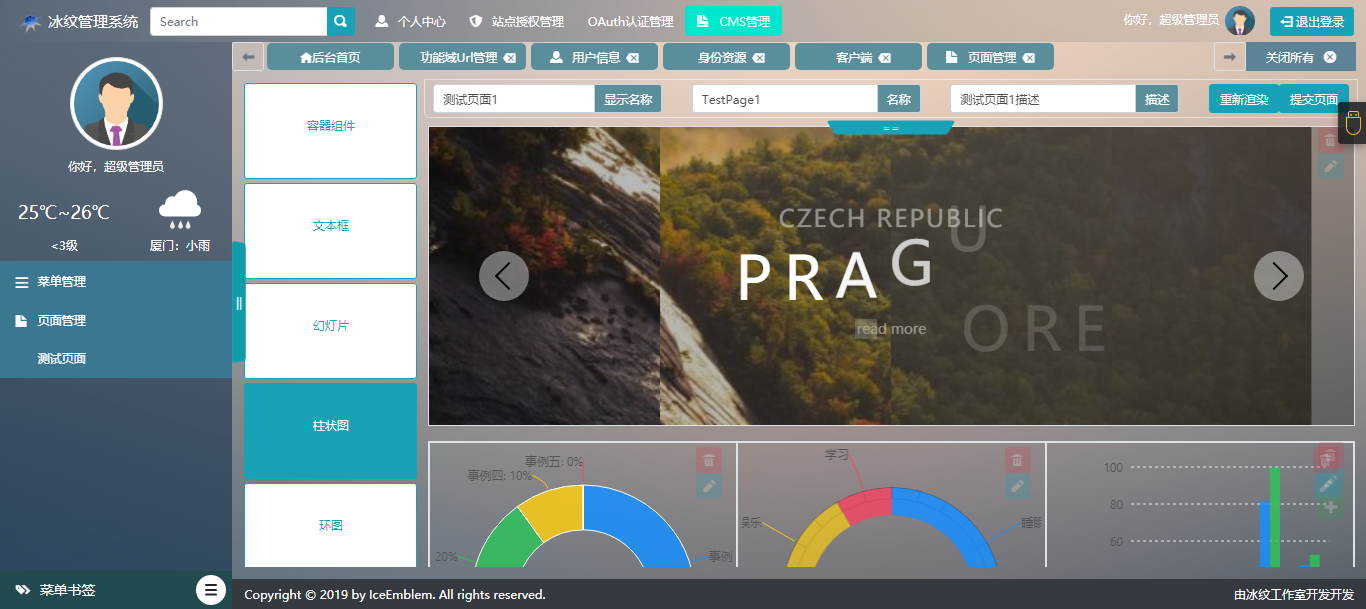 冰纹管理系统 Search 个人中心 站点授权管理 OAuth认证管理 CMS管理 你好，超级管理员 退出登录
后台首页 功能域Url管理 用户信息 身份资源 客户端 页面管理 关闭所有
你好，超级管理员
25℃~26℃
<3级 厦门：小雨
菜单管理
页面管理
测试页面
菜单书签
容器组件
文本框
幻灯片
柱状图
环图
测试页面1 显示名称 TestPage1 名称 测试页面1描述 描述 重新渲染 提交页面
==
CZECH REPUBLIC
PRAG U
ORE
read more
事例五: 0%
事例四: 10%
20%
事例
学习
娱乐
睡眠
100
80
60
Copyright © 2019 by IceEmblem. All rights reserved. 由冰纹工作室开发开发